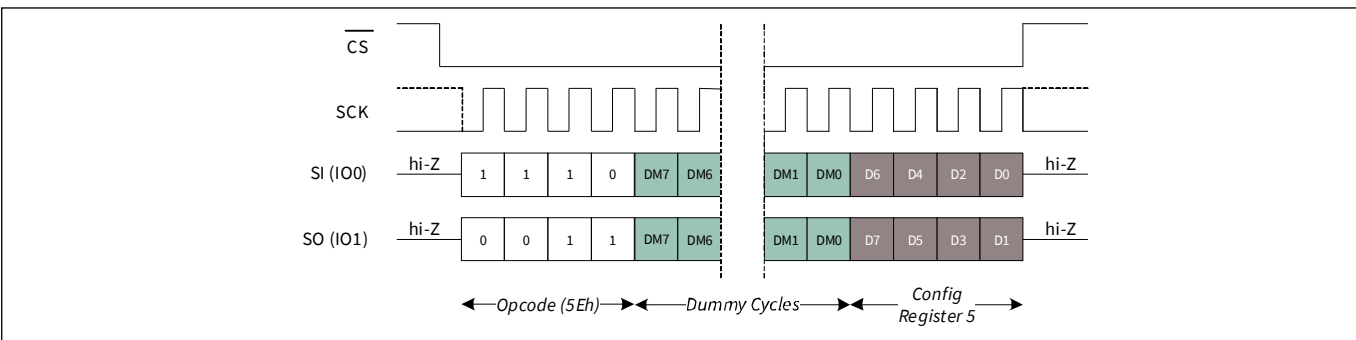 CS
SCK
SI (IO0) hi-Z 1 1 1 0 DM7 DM6 DM1 DM0 D6 D4 D2 D0 hi-Z
SO (IO1) hi-Z 0 0 1 1 DM7 DM6 DM1 DM0 D7 D5 D3 D1 hi-Z
Opcode (5Eh) Dummy Cycles Config
Register 5